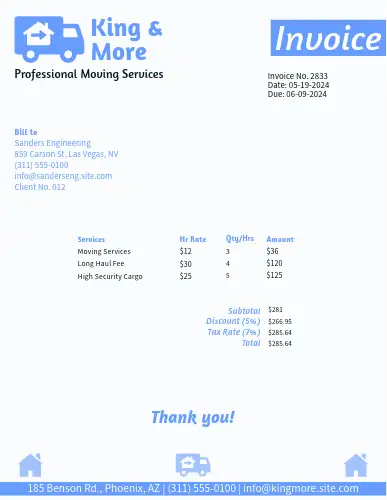 King &
More
Professional Moving Services
Invoice
Invoice No. 2833
Date: 05-19-2024
Due: 06-09-2024
Bill to
Sanders Engineering
859 Carson St, Las Vegas, NV
(311) 555-0100
info@sanderseng.site.com
Client No. 012
Services Hr Rate Qty/Hrs Amount
Moving Services $12 3 $36
Long Haul Fee $30 4 $120
High Security Cargo $25 5 $125
Subtotal $281
Discount (5%) $266.95
Tax Rate (7%) $285.64
Total $285.64
Thank you!
185 Benson Rd., Phoenix, AZ | (311) 555-0100 | info@kingmore.site.com